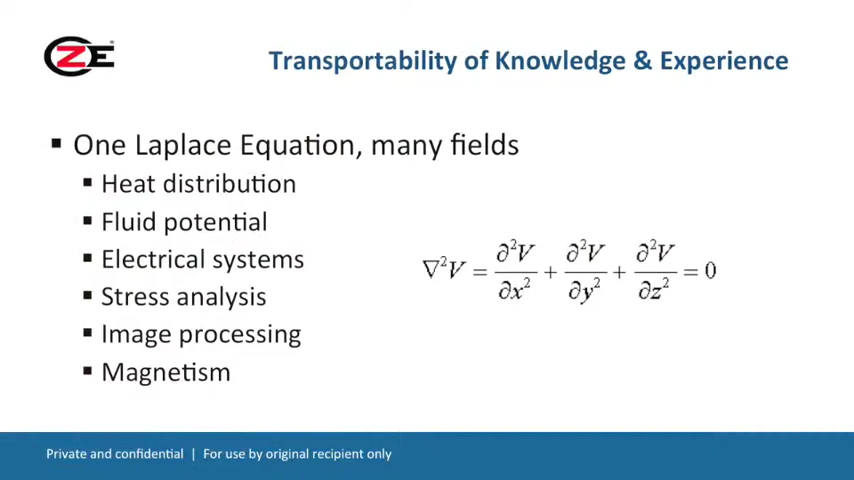 ZE
Transportability of Knowledge & Experience
▪ One Laplace Equation, many fields
▪ Heat distribution
▪ Fluid potential
▪ Electrical systems
▪ Stress analysis
▪ Image processing
▪ Magnetism
∇²V = ∂²V/∂x² + ∂²V/∂y² + ∂²V/∂z² = 0
Private and confidential | For use by original recipient only